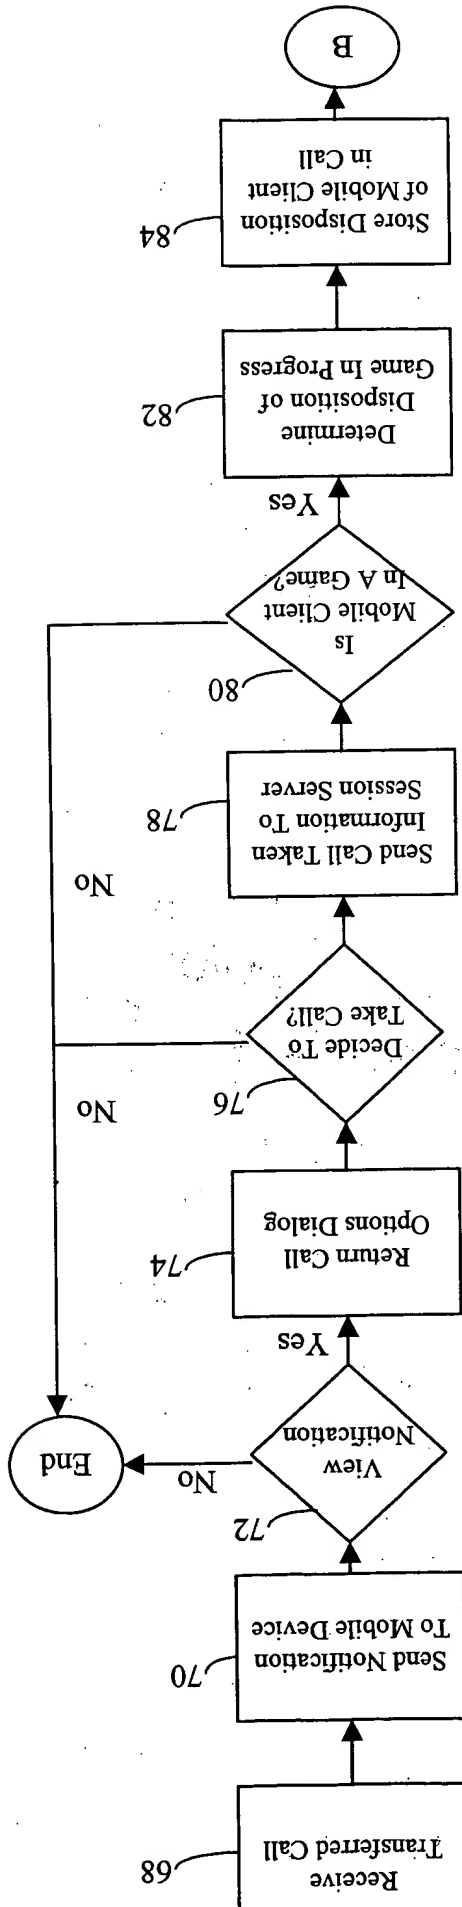 Receive
Transferred Call
68
Send Notification
To Mobile Device
70
View
Notification
72
No
End
Yes
Return Call
Options Dialog
74
Decide To
Take Call?
76
No
Send Call Taken
Information To
Session Server
78
Is
Mobile Client
In A Game?
80
No
Yes
Determine
Disposition of
Game In Progress
82
Store Disposition
of Mobile Client
in Call
84
B